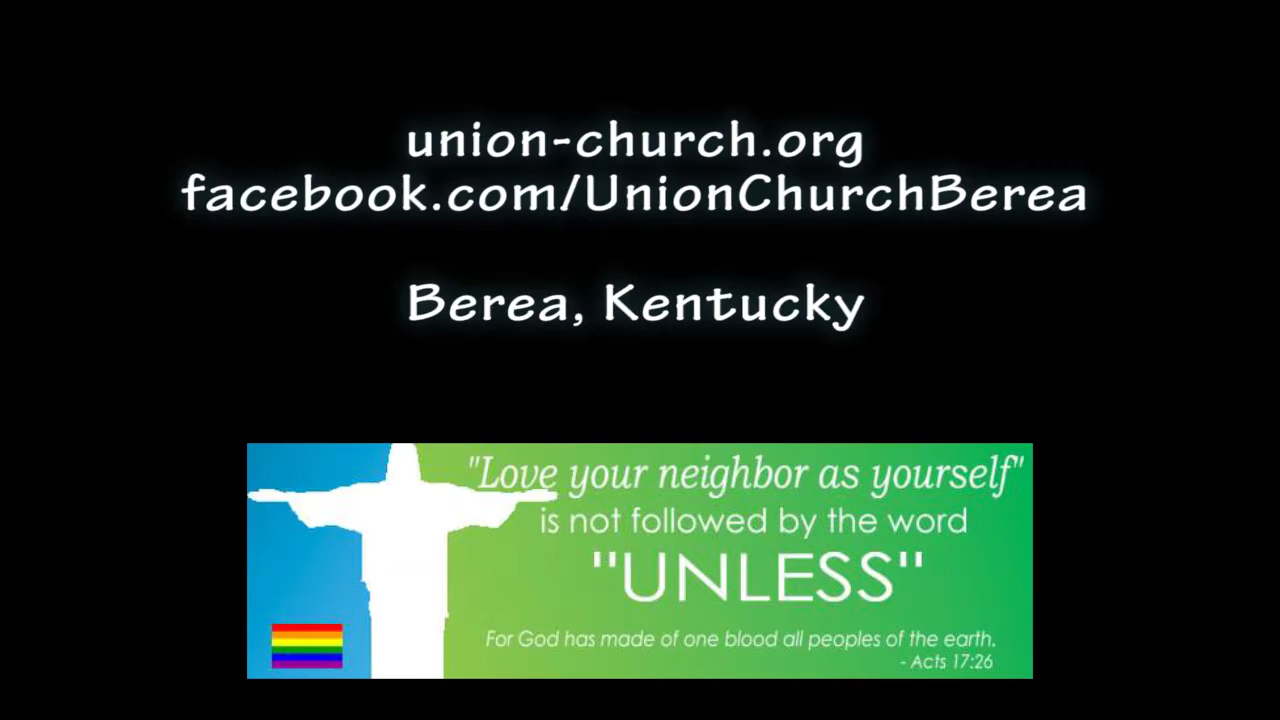 union-church.org
facebook.com/UnionChurchBerea
Berea, Kentucky
"Love your neighbor as yourself"
is not followed by the word
"UNLESS"
For God has made of one blood all peoples of the earth.
- Acts 17:26